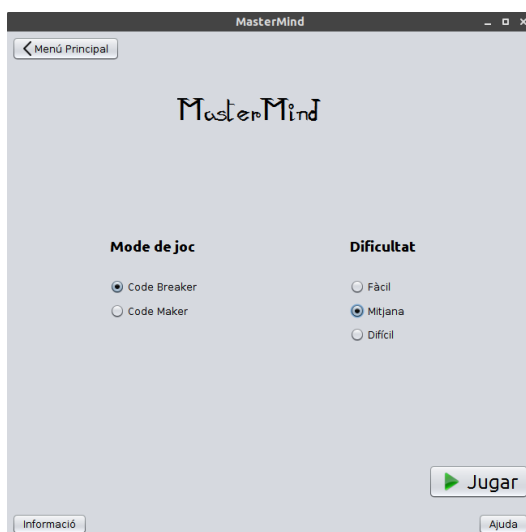 MasterMind
Menú Principal
MasterMind
Mode de joc
Dificultat
Code Breaker
Fàcil
Code Maker
Mitjana
Difícil
Jugar
Informació
Ajuda